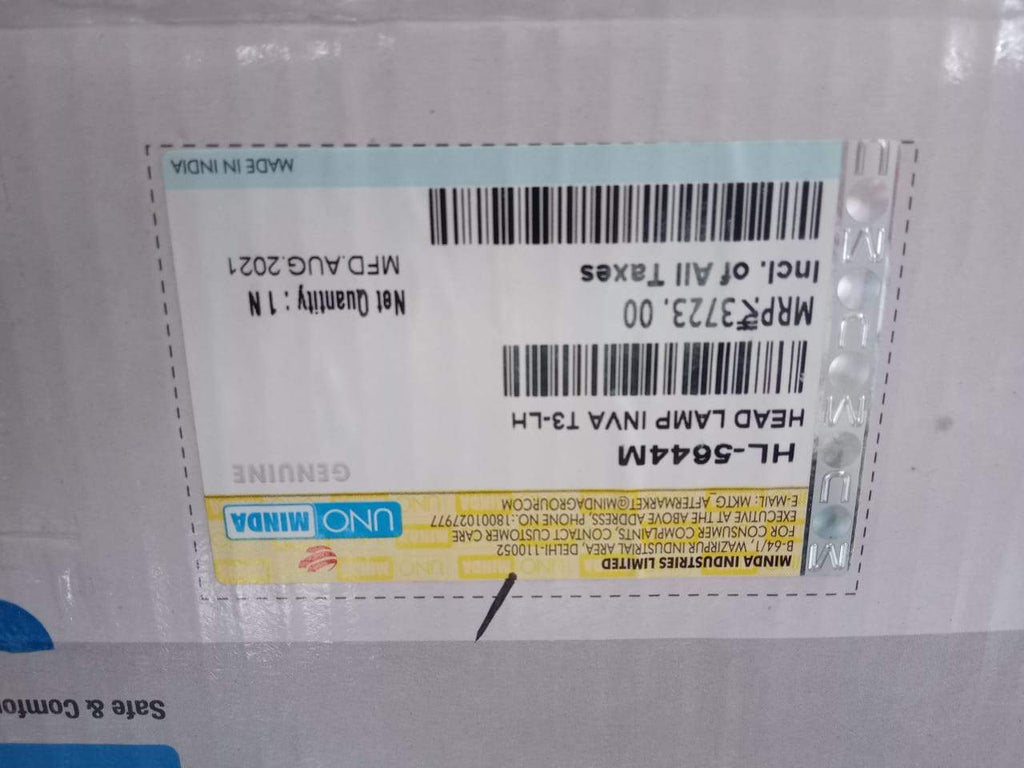 MINDA INDUSTRIES LIMITED
B-64/1, WAZIRPUR INDUSTRIAL AREA, DELHI-110052
FOR CONSUMER COMPLAINTS, CONTACT CUSTOMER CARE
EXECUTIVE AT THE ABOVE ADDRESS, PHONE NO.:18001027977
E-MAIL: MKTG_AFTERMARKET@MINDAGROUP.COM
UNO MINDA
HL-5644M
GENUINE
HEAD LAMP INVA T3-LH
MRP₹3723.00
Incl. of All Taxes
Net Quantity : 1 N
MFD.AUG.2021
MADE IN INDIA
Safe &